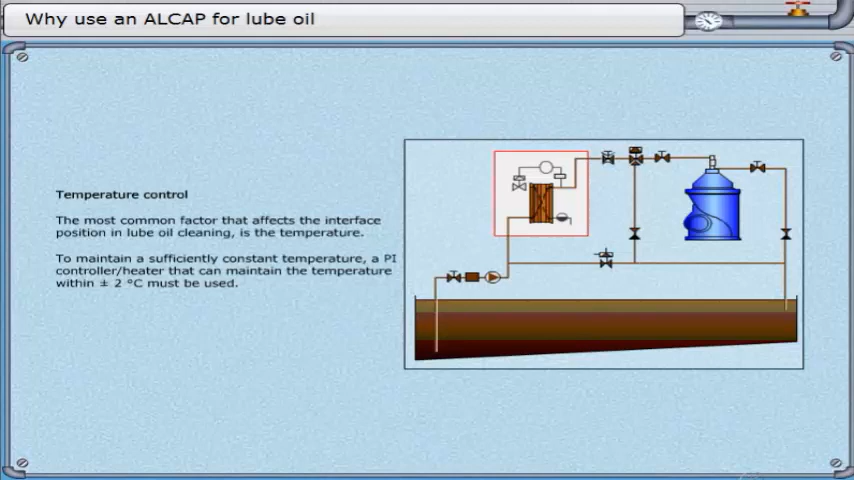 Why use an ALCAP for lube oil
Temperature control
The most common factor that affects the interface
position in lube oil cleaning, is the temperature.
To maintain a sufficiently constant temperature, a PI
controller/heater that can maintain the temperature
within ± 2 °C must be used.